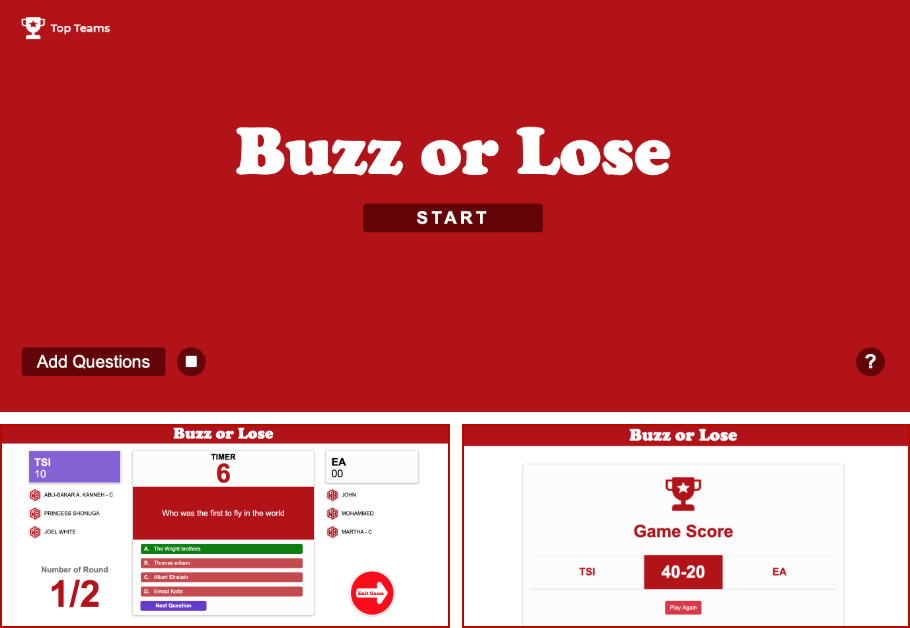 Top Teams
Buzz or Lose
START
Add Questions
?
Buzz or Lose
TSI
10
ABU-BAKAR A. KANNEH - C
PRINCESS SHONUGA
JOEL WHITE
Number of Round
1/2
TIMER
6
Who was the first to fly in the world
A. The Wright brothers
B. Thomas edison
C. Albert Einstein
D. Ernest Koita
Next Question
EA
00
JOHN
MOHAMMED
MARTHA - C
Exit Game
Buzz or Lose
Game Score
TSI
40-20
EA
Play Again